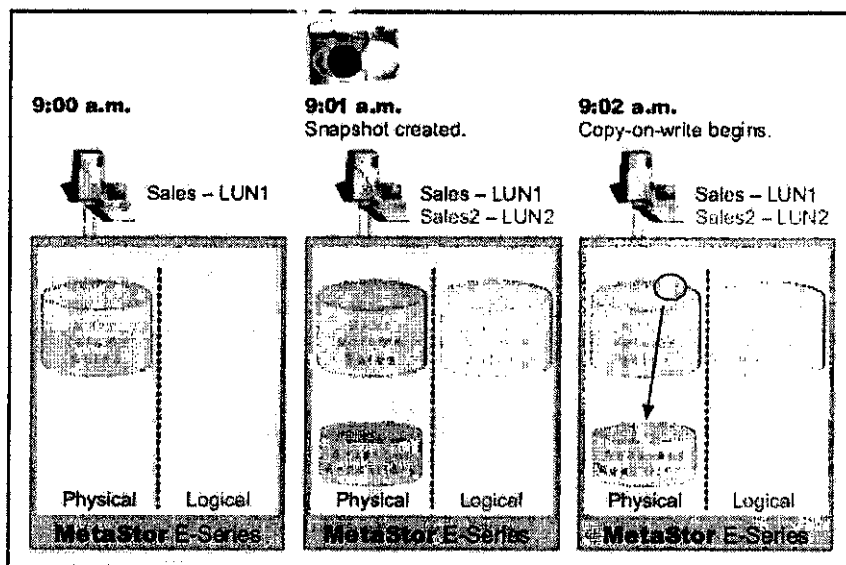 9:00 a.m.
Sales – LUN1
Physical
Logical
MetaStor E-Series
9:01 a.m.
Snapshot created.
Sales – LUN1
Sales2 – LUN2
Physical
Logical
MetaStor E-Series
9:02 a.m.
Copy-on-write begins.
Sales – LUN1
Sales2 – LUN2
Physical
Logical
MetaStor E-Series